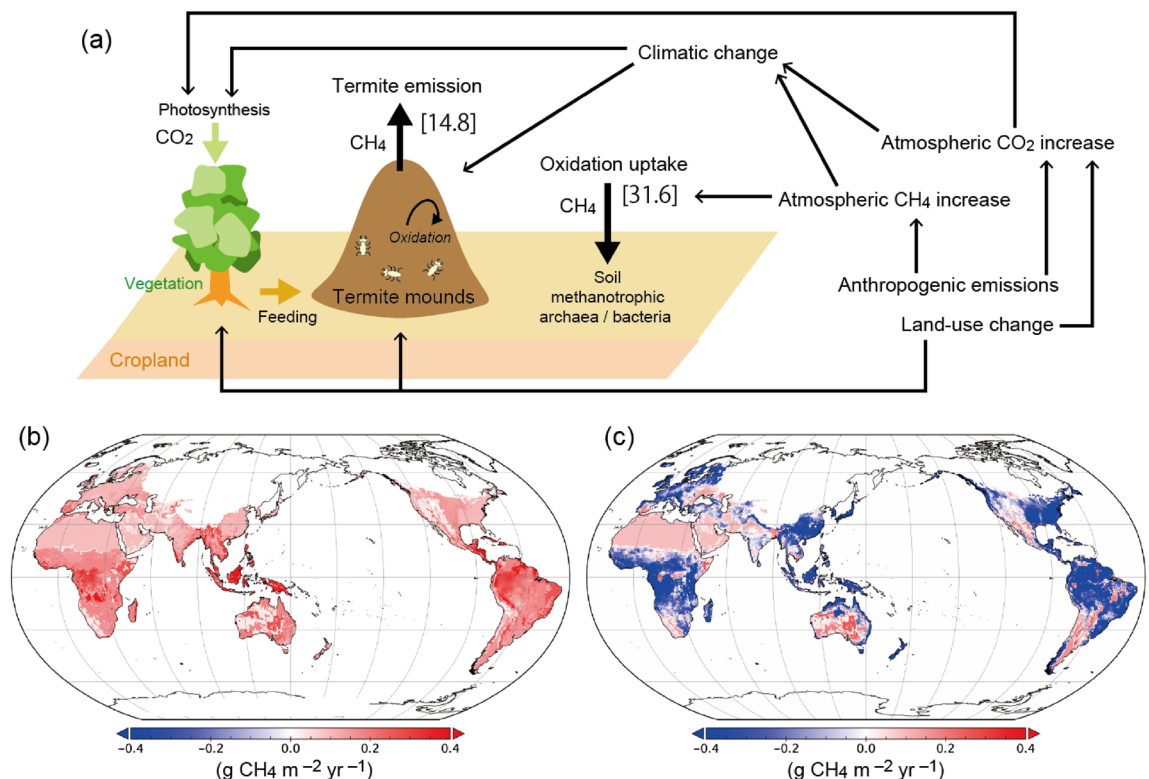 (a)
Climatic change
Termite emission
Photosynthesis
[14.8]
CO2
CH4
Atmospheric CO2 increase
Oxidation uptake
[31.6]
CH4
Atmospheric CH4 increase
Oxidation
Soil
methanotrophic
archaea / bacteria
Vegetation
Anthropogenic emissions
Termite mounds
Feeding
Land-use change
Cropland
(b)
−0.4 −0.2 0.0 0.2 0.4
(g CH4 m −2 yr −1)
(c)
−0.4 −0.2 0.0 0.2 0.4
(g CH4 m −2 yr −1)